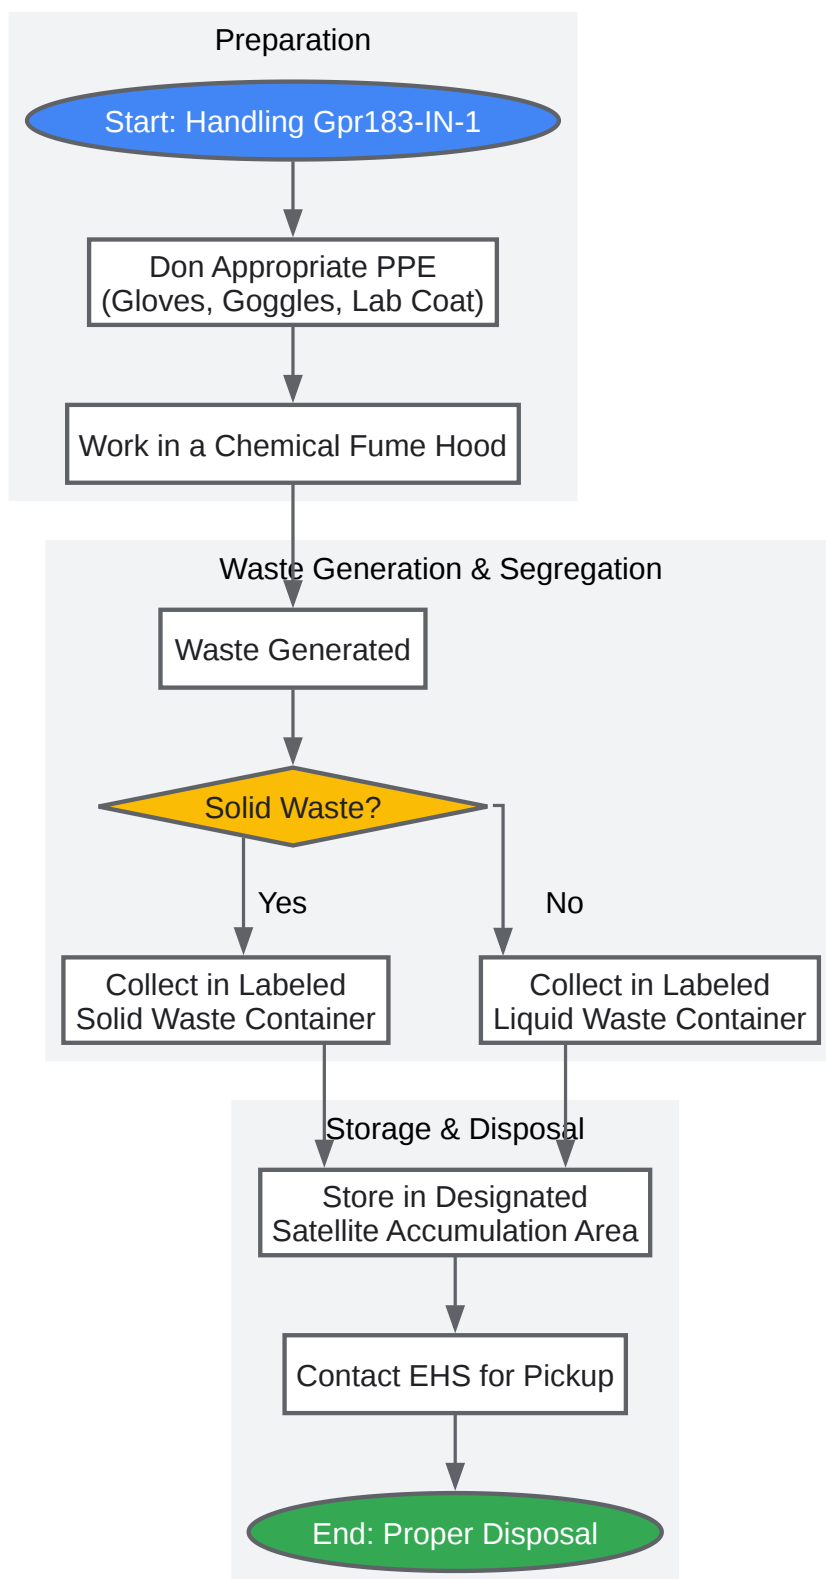 Preparation
Start: Handling Gpr183-IN-1
Don Appropriate PPE
(Gloves, Goggles, Lab Coat)
Work in a Chemical Fume Hood
Waste Generation & Segregation
Waste Generated
Solid Waste?
Yes
No
Collect in Labeled
Solid Waste Container
Collect in Labeled
Liquid Waste Container
Storage & Disposal
Store in Designated
Satellite Accumulation Area
Contact EHS for Pickup
End: Proper Disposal